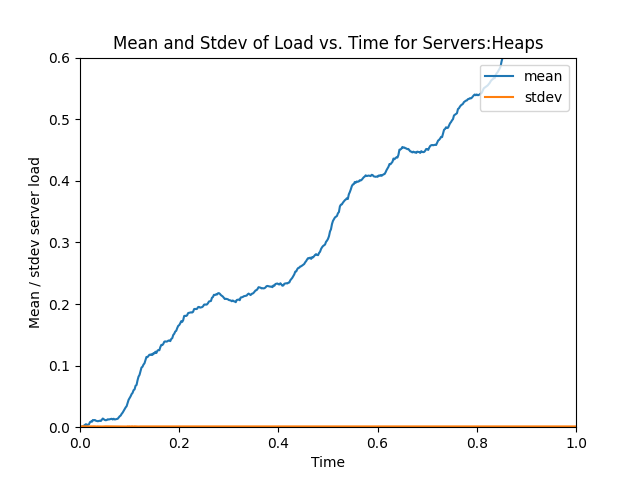 Mean and Stdev of Load vs. Time for Servers:Heaps
mean
stdev
Mean / stdev server load
0.6
0.5
0.4
0.3
0.2
0.1
0.0
0.0 0.2 0.4 0.6 0.8 1.0
Time